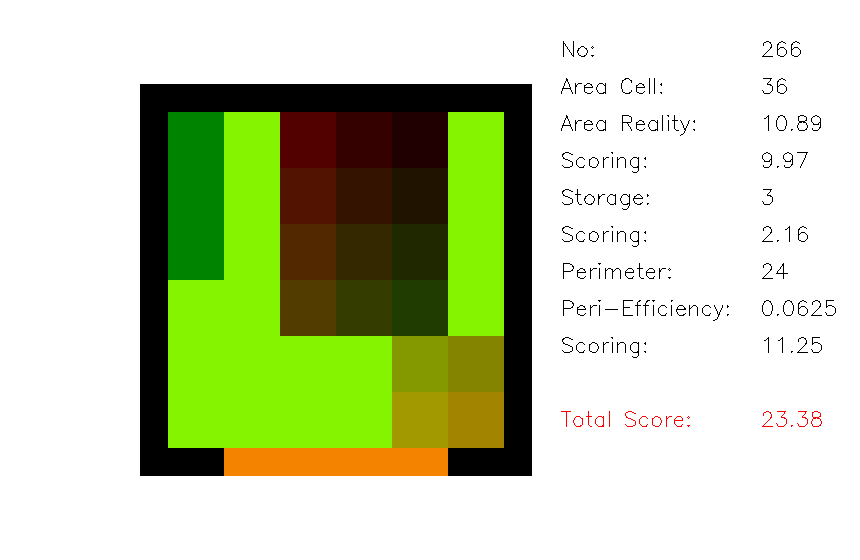 No: 266
Area Cell: 36
Area Reality: 10.89
Scoring: 9.97
Storage: 3
Scoring: 2.16
Perimeter: 24
Peri-Efficiency: 0.0625
Scoring: 11.25
Total Score: 23.38